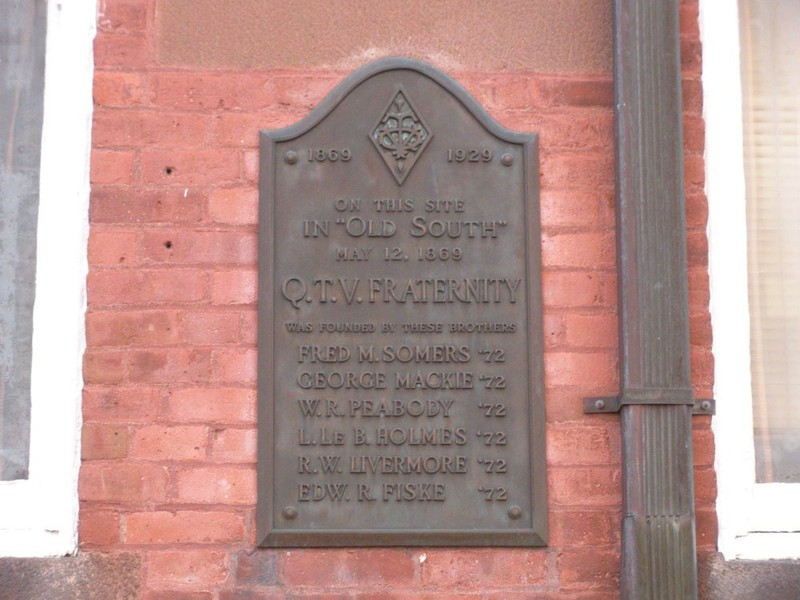 1869 1929
ON THIS SITE
IN "OLD SOUTH"
MAY 12, 1869
Q.T.V. FRATERNITY
WAS FOUNDED BY THESE BROTHERS
FRED M. SOMERS '72
GEORGE MACKIE '72
W. R. PEABODY '72
L. LE B. HOLMES '72
R.W. LIVERMORE '72
EDW. R. FISKE '72